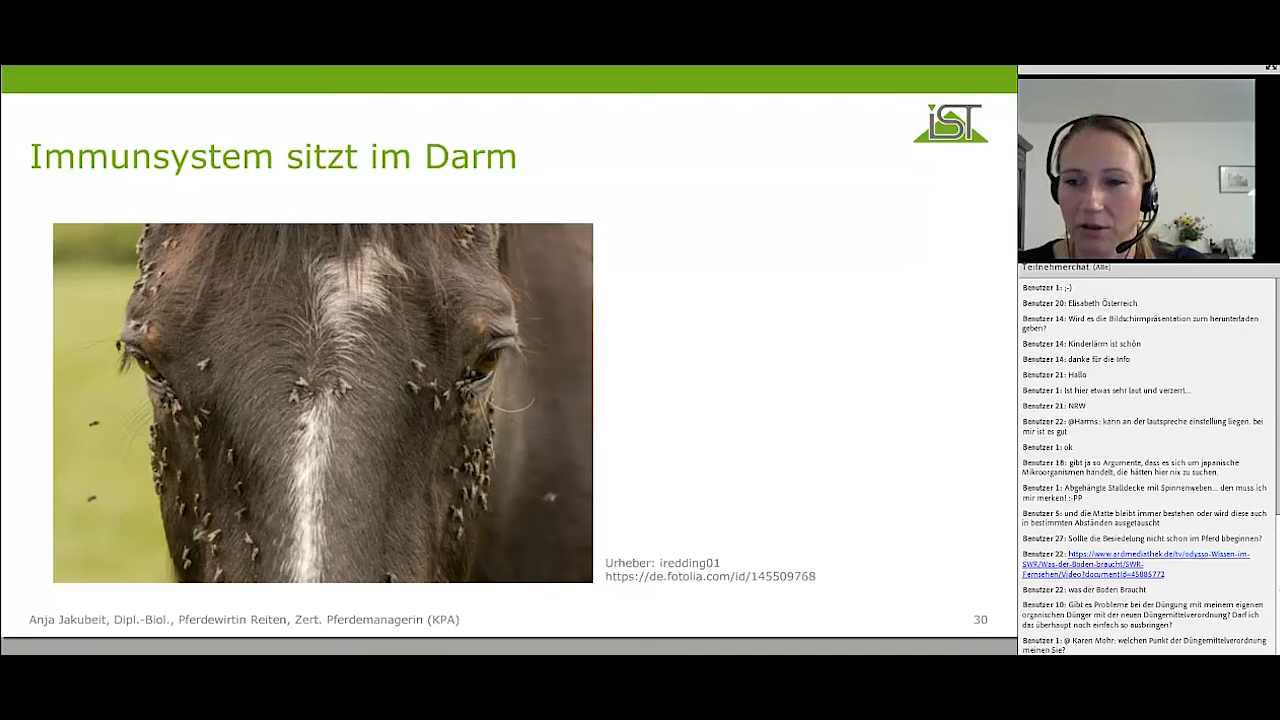 iST
Immunsystem sitzt im Darm
Urheber: iredding01
https://de.fotolia.com/id/145509768
Anja Jakubeit, Dipl.-Biol., Pferdewirtin Reiten, Zert. Pferdemanagerin (KPA)
30
Teilnehmerchat (Alle)
Benutzer 1: ;-)
Benutzer 20: Elisabeth Österreich
Benutzer 14: Wird es die Bildschirmpräsentation zum herunterladen
geben?
Benutzer 14: Kinderlärm ist schön
Benutzer 14: danke für die Info
Benutzer 21: Hallo
Benutzer 1: Ist hier etwas sehr laut und verzerrt...
Benutzer 21: NRW
Benutzer 22: @Harms.: kann an der lautspreche einstellung liegen. bei
mir ist es gut
Benutzer 1: ok
Benutzer 18: gibt ja so Argumente, dass es sich um japanische
Mikroorganismen handelt, die hätten hier nix zu suchen.
Benutzer 1: Abgehängte Stalldecke mit Spinnenweben... den muss ich
mir merken! :-PP
Benutzer 5: und die Matte bleibt immer bestehen oder wird diese auch
in bestimmten Abständen ausgetauscht
Benutzer 27: Sollte die Besiedelung nicht schon im Pferd bbeginnen?
Benutzer 22: https://www.ardmediathek.de/tv/odysso-Wissen-im-
SWR/Was-der-Boden-braucht/SWR-
Fernsehen/Video?documentId=45885772
Benutzer 22: was der Boden Braucht
Benutzer 10: Gibt es Probleme bei der Düngung mit meinem eigenen
organischen Dünger mit der neuen Düngemittelverordnung? Darf ich
das überhaupt noch einfach so ausbringen?
Benutzer 1: @ Karen Mohr: welchen Punkt der Düngemittelverordnung
meinen Sie?